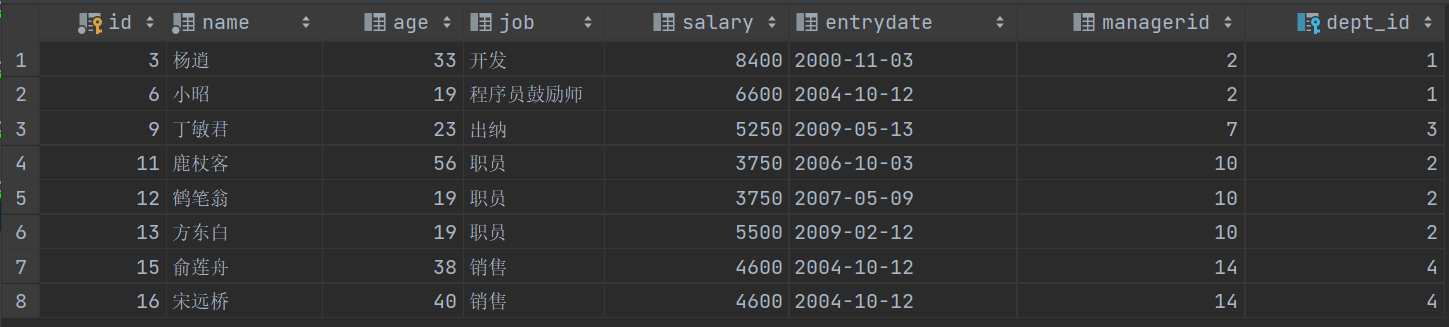 id name age job salary entrydate managerid dept_id
1 3 杨逍 33 开发 8400 2000-11-03 2 1
2 6 小昭 19 程序员鼓励师 6600 2004-10-12 2 1
3 9 丁敏君 23 出纳 5250 2009-05-13 7 3
4 11 鹿杖客 56 职员 3750 2006-10-03 10 2
5 12 鹤笔翁 19 职员 3750 2007-05-09 10 2
6 13 方东白 19 职员 5500 2009-02-12 10 2
7 15 俞莲舟 38 销售 4600 2004-10-12 14 4
8 16 宋远桥 40 销售 4600 2004-10-12 14 4